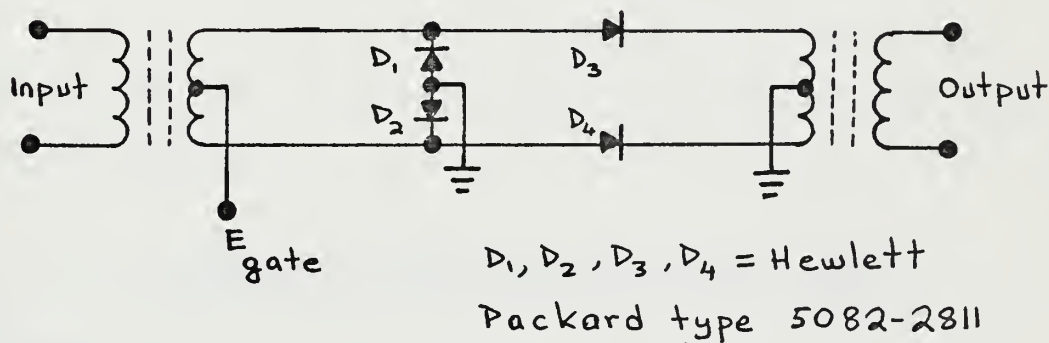 Input
D₁
D₂
D₃
D₄
Output
E gate
D₁, D₂, D₃, D₄ = Hewlett
Packard type 5082-2811